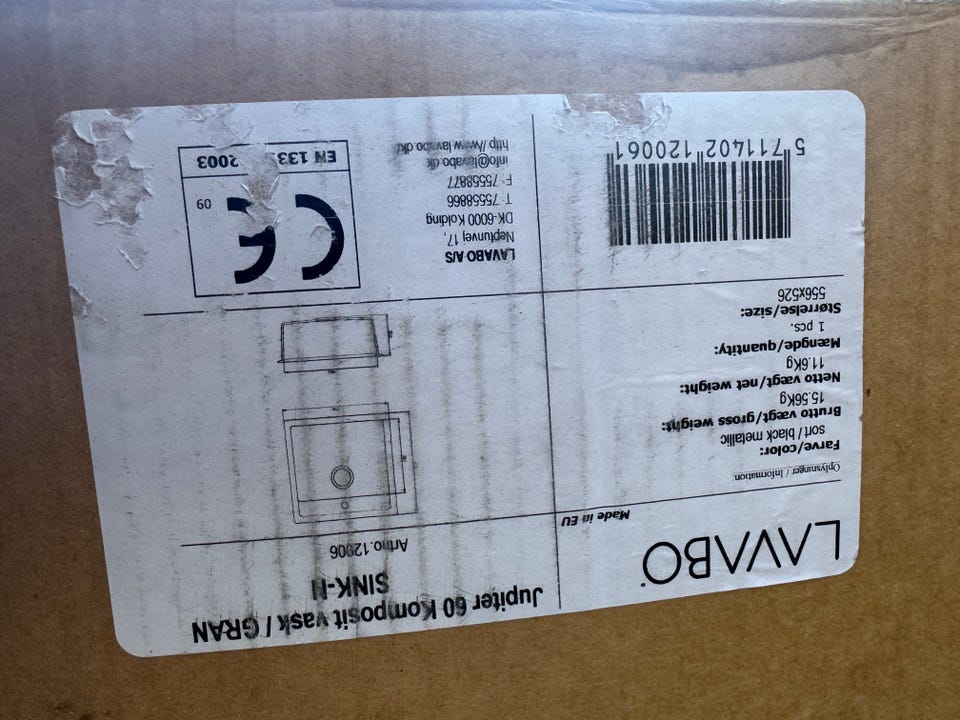 LAVABO
Made in EU
Oplysninger / Information:
Farve/color:
sort / black metallic
Brutto vægt/gross weight:
15.56Kg
Netto vægt/net weight:
11.6Kg
Mængde/quantity:
1 pcs.
Størrelse/size:
556x526
5 711402 120061
Jupiter 60 Komposit vask / GRAN
SINK-II
Artno.12006
LAVABO A/S
Neptunvej 17,
DK-6000 Kolding
T 75558866
F: 75558877
info@lavabo.dk
http://www.lavabo.dk/
CE
09
EN 2003